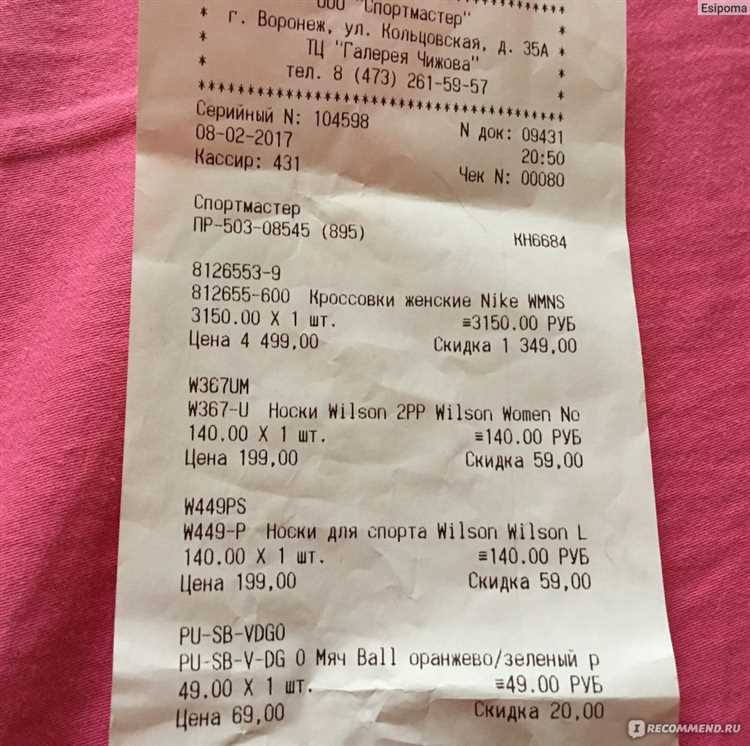 Esipoma
ООО "Спортмастер"
* г. Воронеж, ул. Кольцовская, д. 35А *
* ТЦ "Галерея Чижова" *
* тел. 8 (473) 261-59-57 *
****************************************
Серийный N: 104598 N док: 09431
08-02-2017 20:50
Кассир: 431 Чек N: 00080
Спортмастер
ПР-503-08545 (895) КН6684
8126553-9
812655-600 Кроссовки женские Nike WMNS
3150.00 X 1 шт. ≡3150.00 РУБ
Цена 4 499,00 Скидка 1 349,00
W367UM
W367-U Носки Wilson 2PP Wilson Women No
140.00 X 1 шт. ≡140.00 РУБ
Цена 199,00 Скидка 59,00
W449PS
W449-P Носки для спорта Wilson Wilson L
140.00 X 1 шт. ≡140.00 РУБ
Цена 199,00 Скидка 59,00
PU-SB-VDG0
PU-SB-V-DG 0 Мяч Ball оранжево/зеленый р
49.00 X 1 шт. ≡49.00 РУБ
Цена 69,00 Скидка 20,00
IRECOMMEND.RU